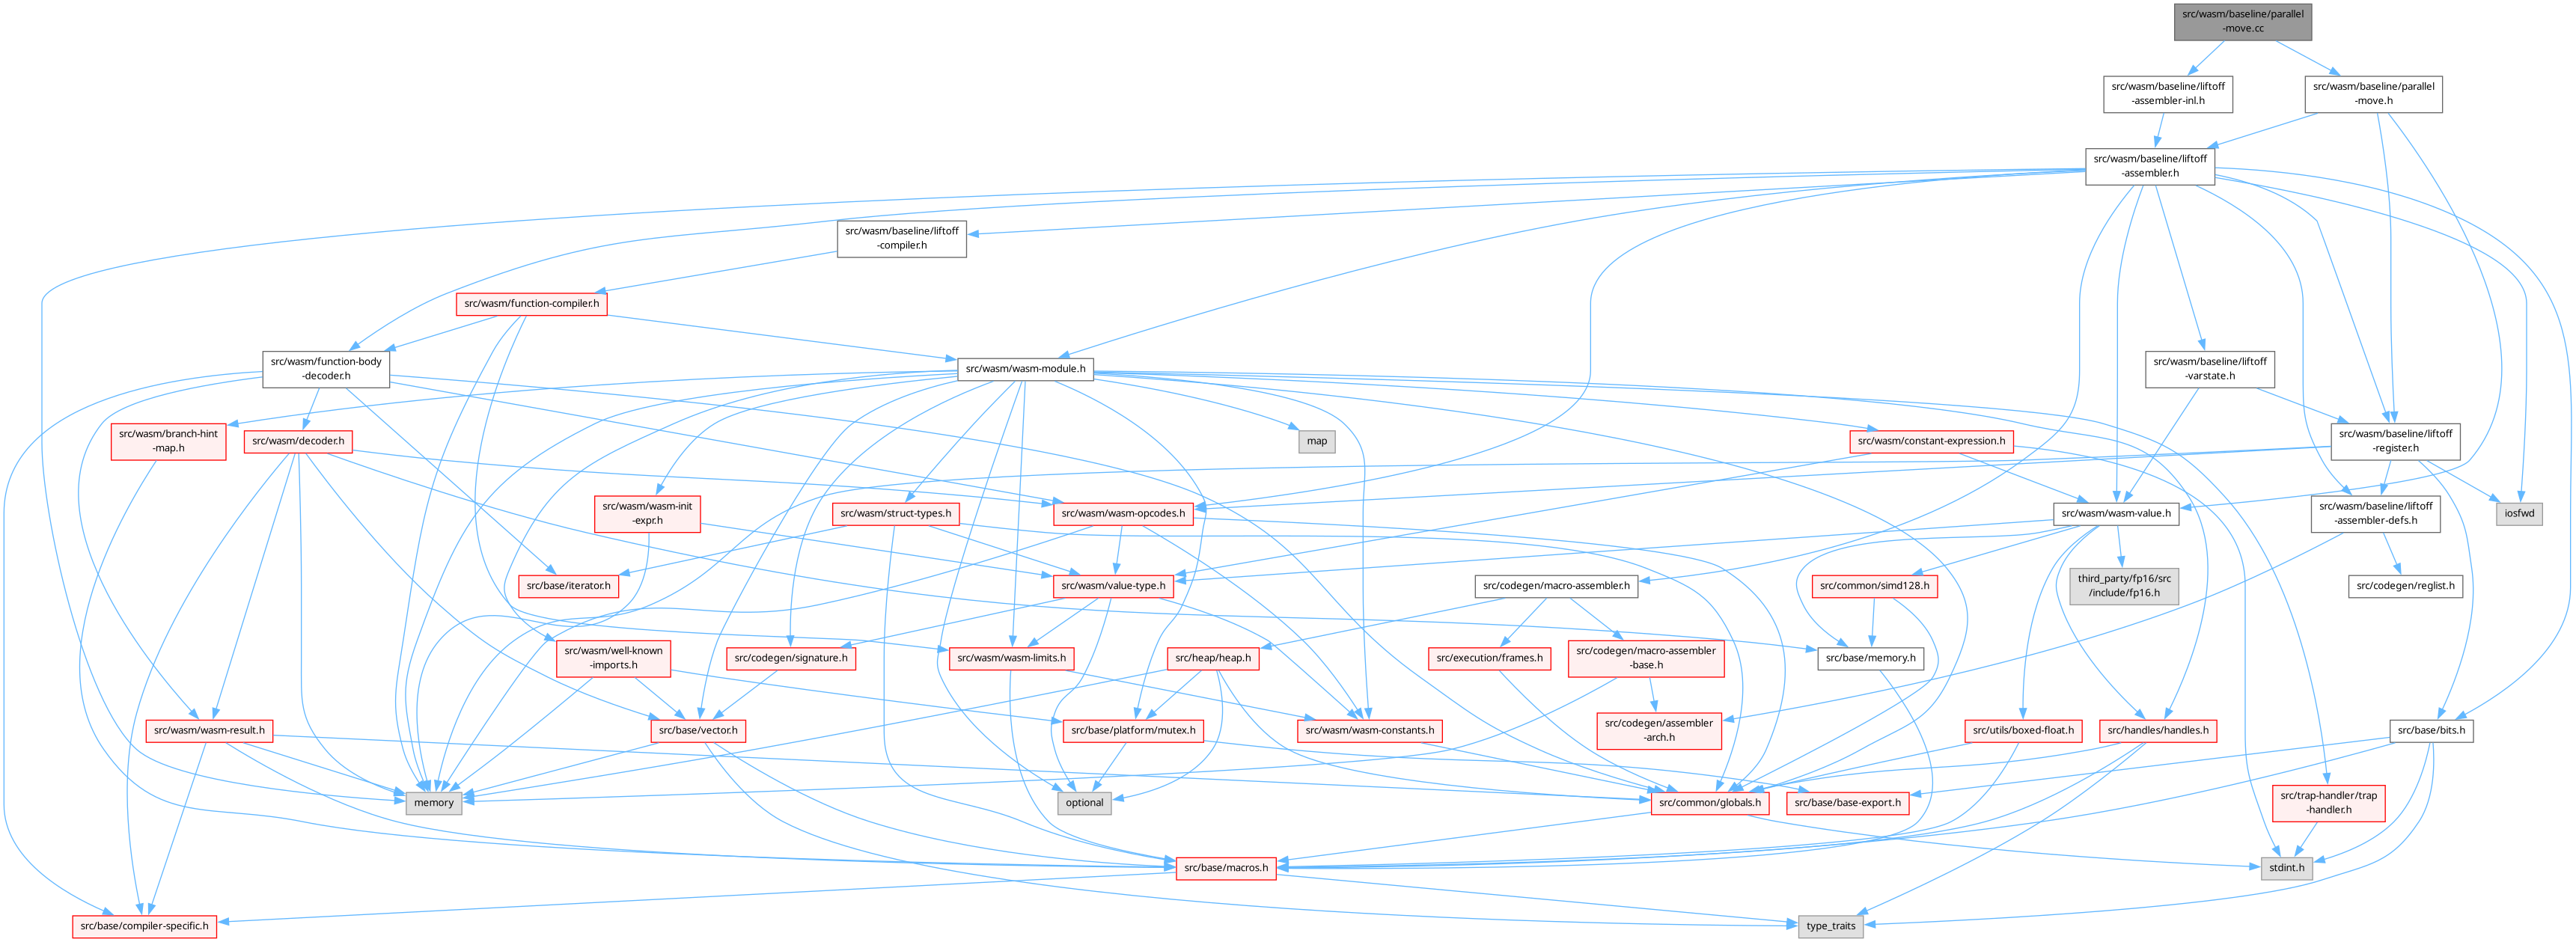 src/wasm/baseline/parallel
-move.cc
src/wasm/baseline/liftoff
-assembler-inl.h
src/wasm/baseline/parallel
-move.h
src/wasm/baseline/liftoff
-assembler.h
src/wasm/baseline/liftoff
-compiler.h
src/wasm/function-compiler.h
src/wasm/function-body
-decoder.h
src/wasm/wasm-module.h
src/wasm/baseline/liftoff
-varstate.h
src/wasm/branch-hint
-map.h
src/wasm/decoder.h
map
src/wasm/constant-expression.h
src/wasm/baseline/liftoff
-register.h
src/wasm/wasm-init
-expr.h
src/wasm/struct-types.h
src/wasm/wasm-opcodes.h
src/wasm/wasm-value.h
src/wasm/baseline/liftoff
-assembler-defs.h
iosfwd
src/base/iterator.h
src/wasm/value-type.h
src/codegen/macro-assembler.h
src/common/simd128.h
third_party/fp16/src
/include/fp16.h
src/codegen/reglist.h
src/wasm/well-known
-imports.h
src/codegen/signature.h
src/wasm/wasm-limits.h
src/heap/heap.h
src/execution/frames.h
src/codegen/macro-assembler
-base.h
src/base/memory.h
src/wasm/wasm-result.h
src/base/vector.h
src/base/platform/mutex.h
src/wasm/wasm-constants.h
src/codegen/assembler
-arch.h
src/utils/boxed-float.h
src/handles/handles.h
src/base/bits.h
memory
optional
src/common/globals.h
src/base/base-export.h
src/trap-handler/trap
-handler.h
src/base/macros.h
stdint.h
src/base/compiler-specific.h
type_traits